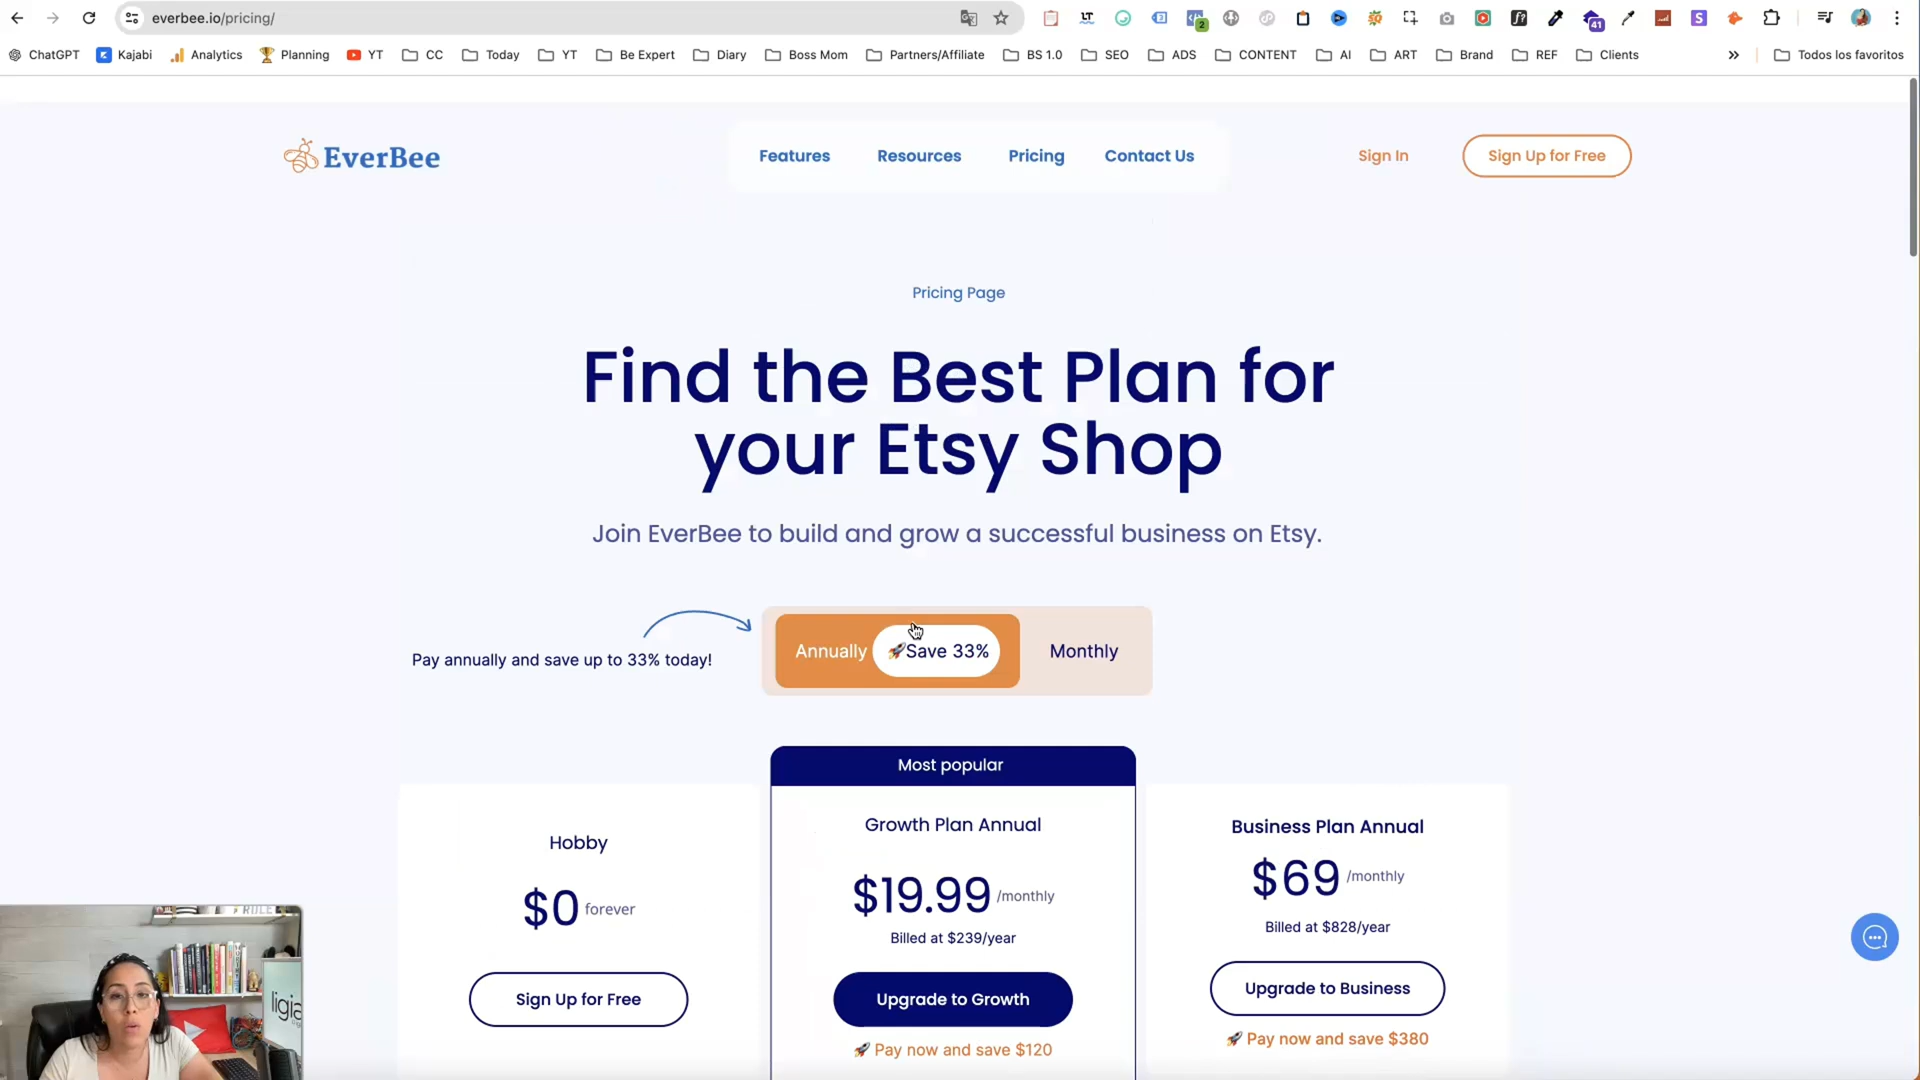 everbee.io/pricing/
2
41
ChatGPT
Kajabi
Analytics
Planning
YT
CC
Today
YT
Be Expert
Diary
Boss Mom
Partners/Affiliate
BS 1.0
SEO
ADS
CONTENT
AI
ART
Brand
REF
Clients
Todos los favoritos
EverBee
Features
Resources
Pricing
Contact Us
Sign In
Sign Up for Free
Pricing Page
Find the Best Plan for
your Etsy Shop
Join EverBee to build and grow a successful business on Etsy.
Pay annually and save up to 33% today!
Annually
🚀Save 33%
Monthly
Most popular
Hobby
$0 forever
Sign Up for Free
Growth Plan Annual
$19.99 /monthly
Billed at $239/year
Upgrade to Growth
🚀 Pay now and save $120
Business Plan Annual
$69 /monthly
Billed at $828/year
Upgrade to Business
🚀 Pay now and save $380
ligia